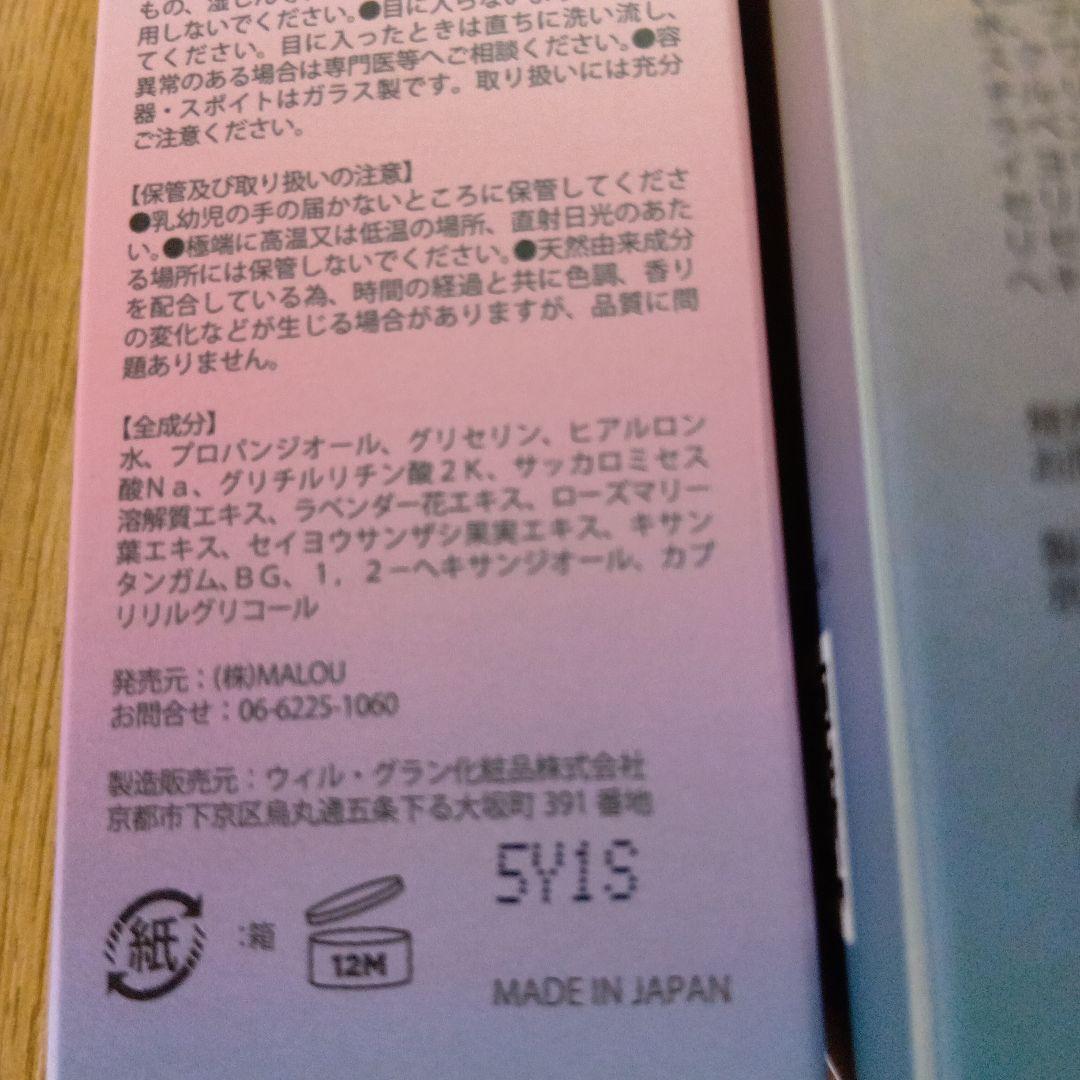 用しないでください。●目に入らない
てください。目に入ったときは直ちに洗い流し、
異常のある場合は専門医等へご相談ください。●容
器・スポイトはガラス製です。取り扱いには充分
ご注意ください。
【保管及び取り扱いの注意】
●乳幼児の手の届かないところに保管してくださ
い。●極端に高温又は低温の場所、直射日光のあた
る場所には保管しないでください。●天然由来成分
を配合している為、時間の経過と共に色調、香り
の変化などが生じる場合がありますが、品質に問
題ありません。
【全成分】
水、プロパンジオール、グリセリン、ヒアルロン
酸Na、グリチルリチン酸2K、サッカロミセス
溶解質エキス、ラベンダー花エキス、ローズマリー
葉エキス、セイヨウサンザシ果実エキス、キサン
タンガム、BG、1，2－ヘキサンジオール、カプ
リリルグリコール
発売元：(株)MALOU
お問合せ：06-6225-1060
製造販売元：ウィル・グラン化粧品株式会社
京都市下京区烏丸通五条下る大坂町 391 番地
5Y1S
紙 :箱
12M
MADE IN JAPAN